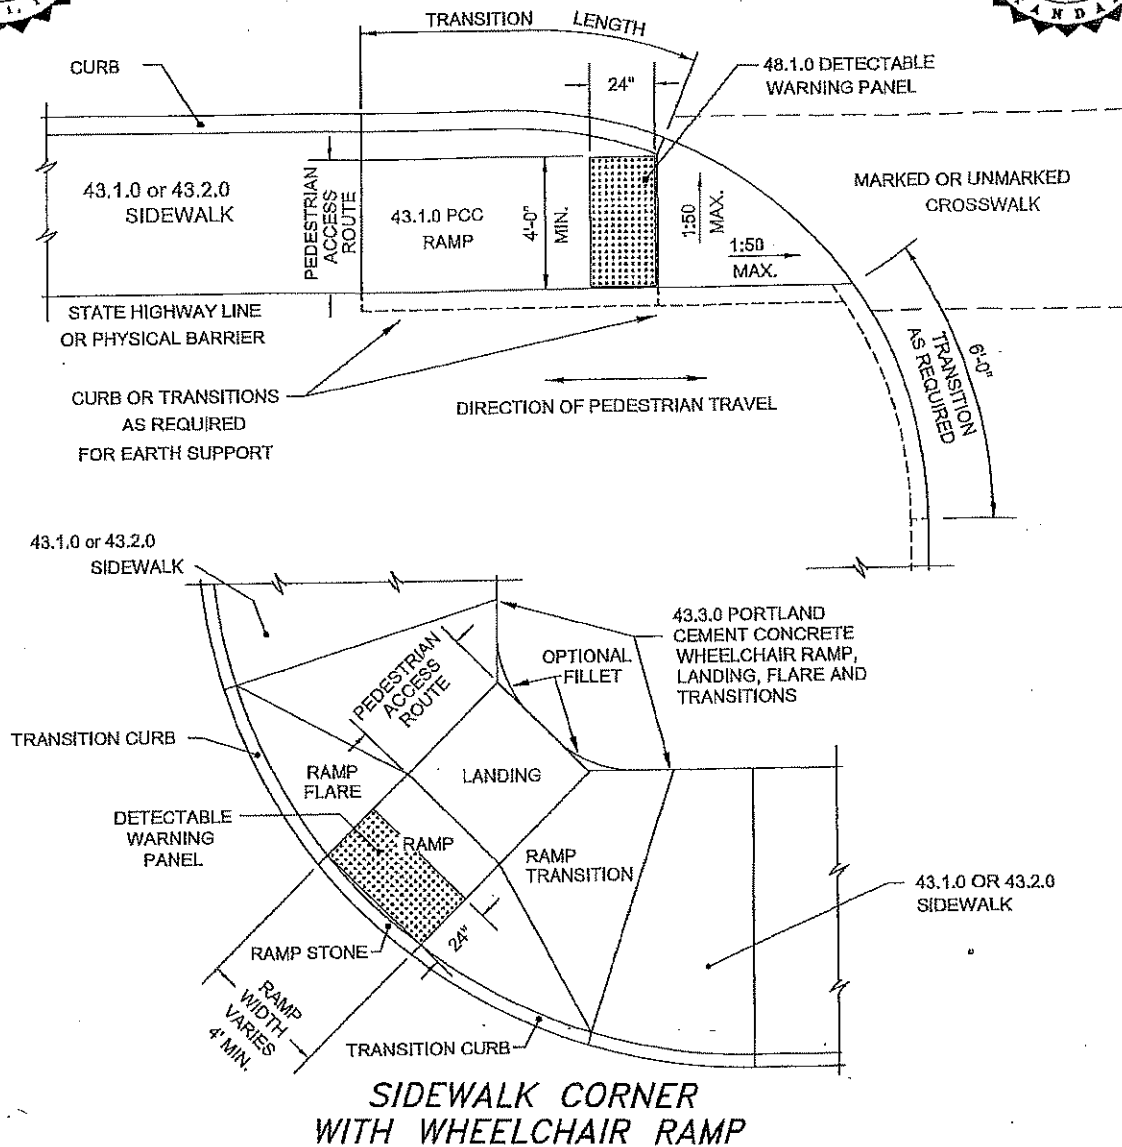 TRANSITION LENGTH
CURB
24"
48.1.0 DETECTABLE
WARNING PANEL
43.1.0 or 43.2.0
SIDEWALK
PEDESTRIAN
ACCESS
ROUTE
43.1.0 PCC
RAMP
4'-0"
MIN.
1:50
MAX.
1:50
MAX.
MARKED OR UNMARKED
CROSSWALK
STATE HIGHWAY LINE
OR PHYSICAL BARRIER
CURB OR TRANSITIONS
AS REQUIRED
FOR EARTH SUPPORT
DIRECTION OF PEDESTRIAN TRAVEL
6'-0"
TRANSITION
AS REQUIRED
43.1.0 or 43.2.0
SIDEWALK
PEDESTRIAN
ACCESS
ROUTE
OPTIONAL
FILLET
43.3.0 PORTLAND
CEMENT CONCRETE
WHEELCHAIR RAMP,
LANDING, FLARE AND
TRANSITIONS
TRANSITION CURB
RAMP
FLARE
LANDING
DETECTABLE
WARNING
PANEL
RAMP
RAMP
TRANSITION
43.1.0 OR 43.2.0
SIDEWALK
RAMP STONE
24"
RAMP
WIDTH
VARIES
4' MIN.
TRANSITION CURB
SIDEWALK CORNER
WITH WHEELCHAIR RAMP